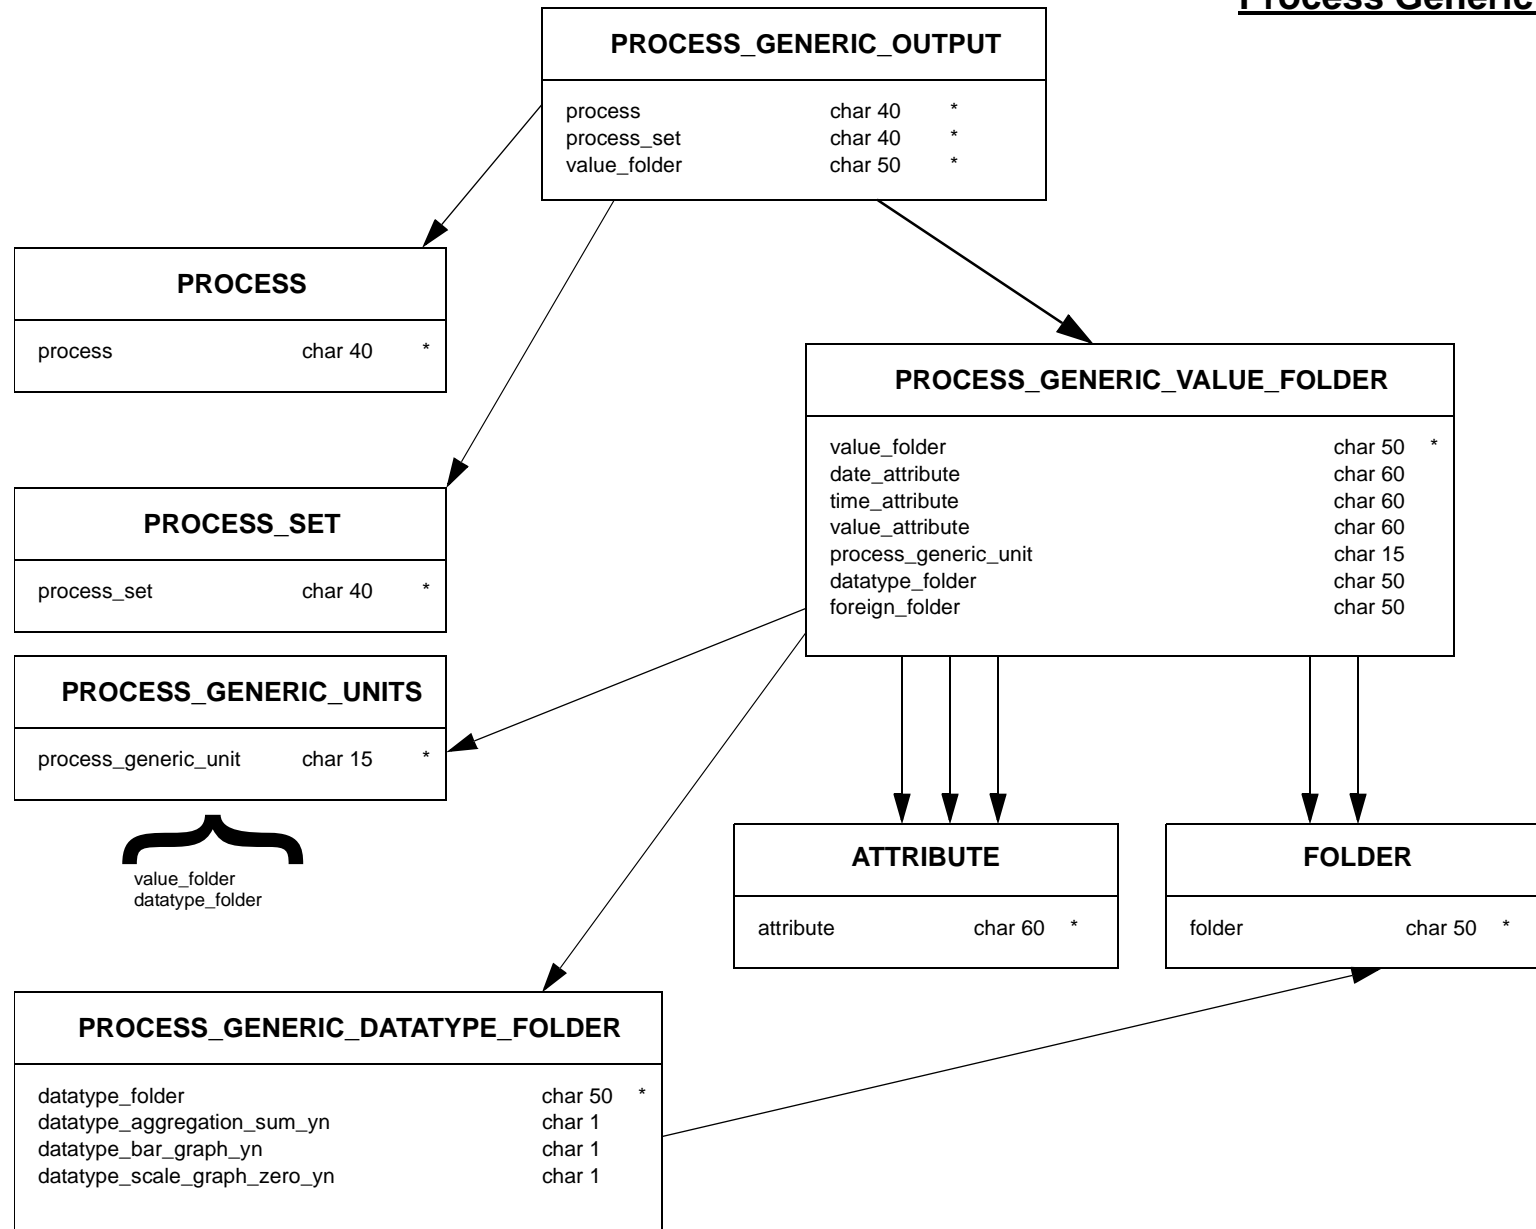 Process Generic
PROCESS_GENERIC_OUTPUT
process char 40 *
process_set char 40 *
value_folder char 50 *
PROCESS
process char 40 *
PROCESS_GENERIC_VALUE_FOLDER
value_folder char 50 *
date_attribute char 60
time_attribute char 60
value_attribute char 60
process_generic_unit char 15
datatype_folder char 50
foreign_folder char 50
PROCESS_SET
process_set char 40 *
PROCESS_GENERIC_UNITS
process_generic_unit char 15 *
value_folder
datatype_folder
ATTRIBUTE
attribute char 60 *
FOLDER
folder char 50 *
PROCESS_GENERIC_DATATYPE_FOLDER
datatype_folder char 50 *
datatype_aggregation_sum_yn char 1
datatype_bar_graph_yn char 1
datatype_scale_graph_zero_yn char 1